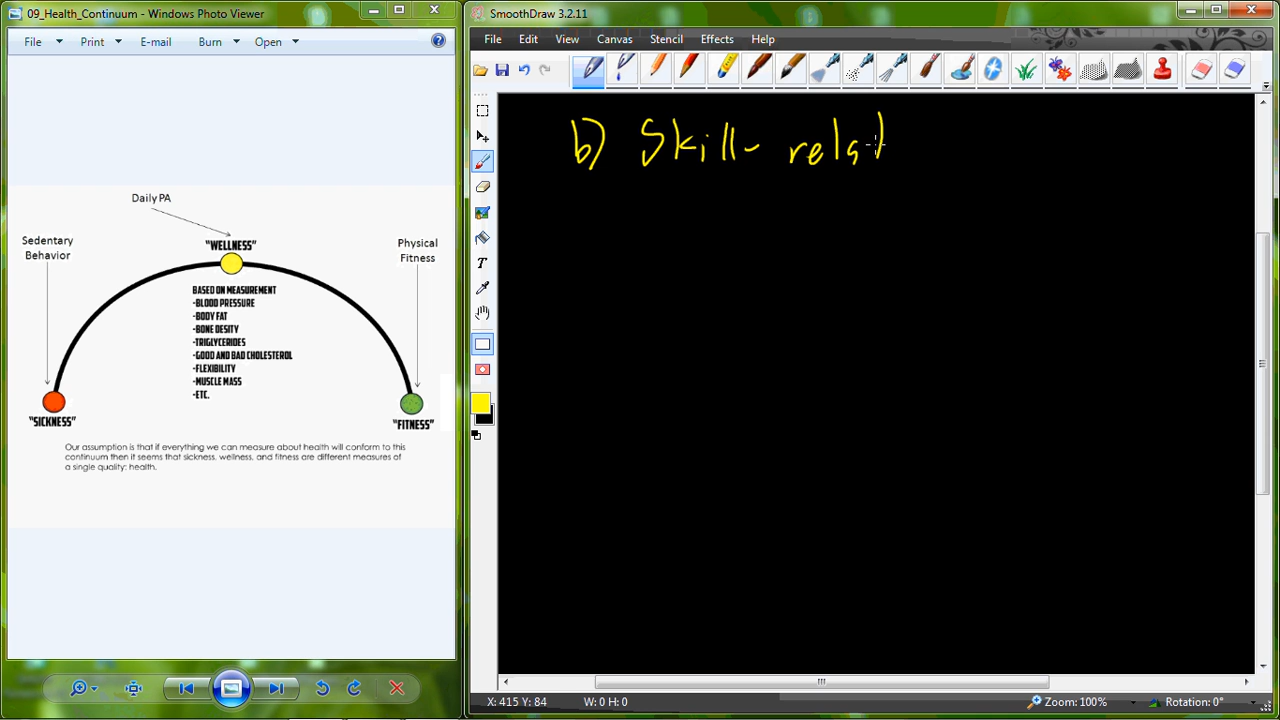 09_Health_Continuum - Windows Photo Viewer
File Print E-mail Burn Open
Daily PA
Sedentary
Behavior
"WELLNESS"
Physical
Fitness
BASED ON MEASUREMENT
-BLOOD PRESSURE
-BODY FAT
-BONE DESITY
-TRIGLYCERIDES
-GOOD AND BAD CHOLESTEROL
-FLEXIBILITY
-MUSCLE MASS
-ETC.
"SICKNESS"
"FITNESS"
Our assumption is that if everything we can measure about health will conform to this
continuum then it seems that sickness, wellness, and fitness are different measures of
a single quality: health.
SmoothDraw 3.2.11
File Edit View Canvas Stencil Effects Help
b) Skill-relat
X: 415 Y: 84 W: 0 H: 0 Zoom: 100% Rotation: 0°